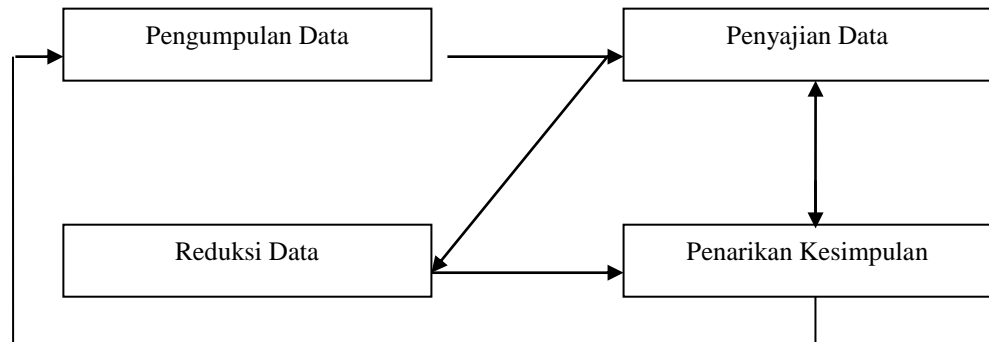 Pengumpulan Data
Penyajian Data
Reduksi Data
Penarikan Kesimpulan